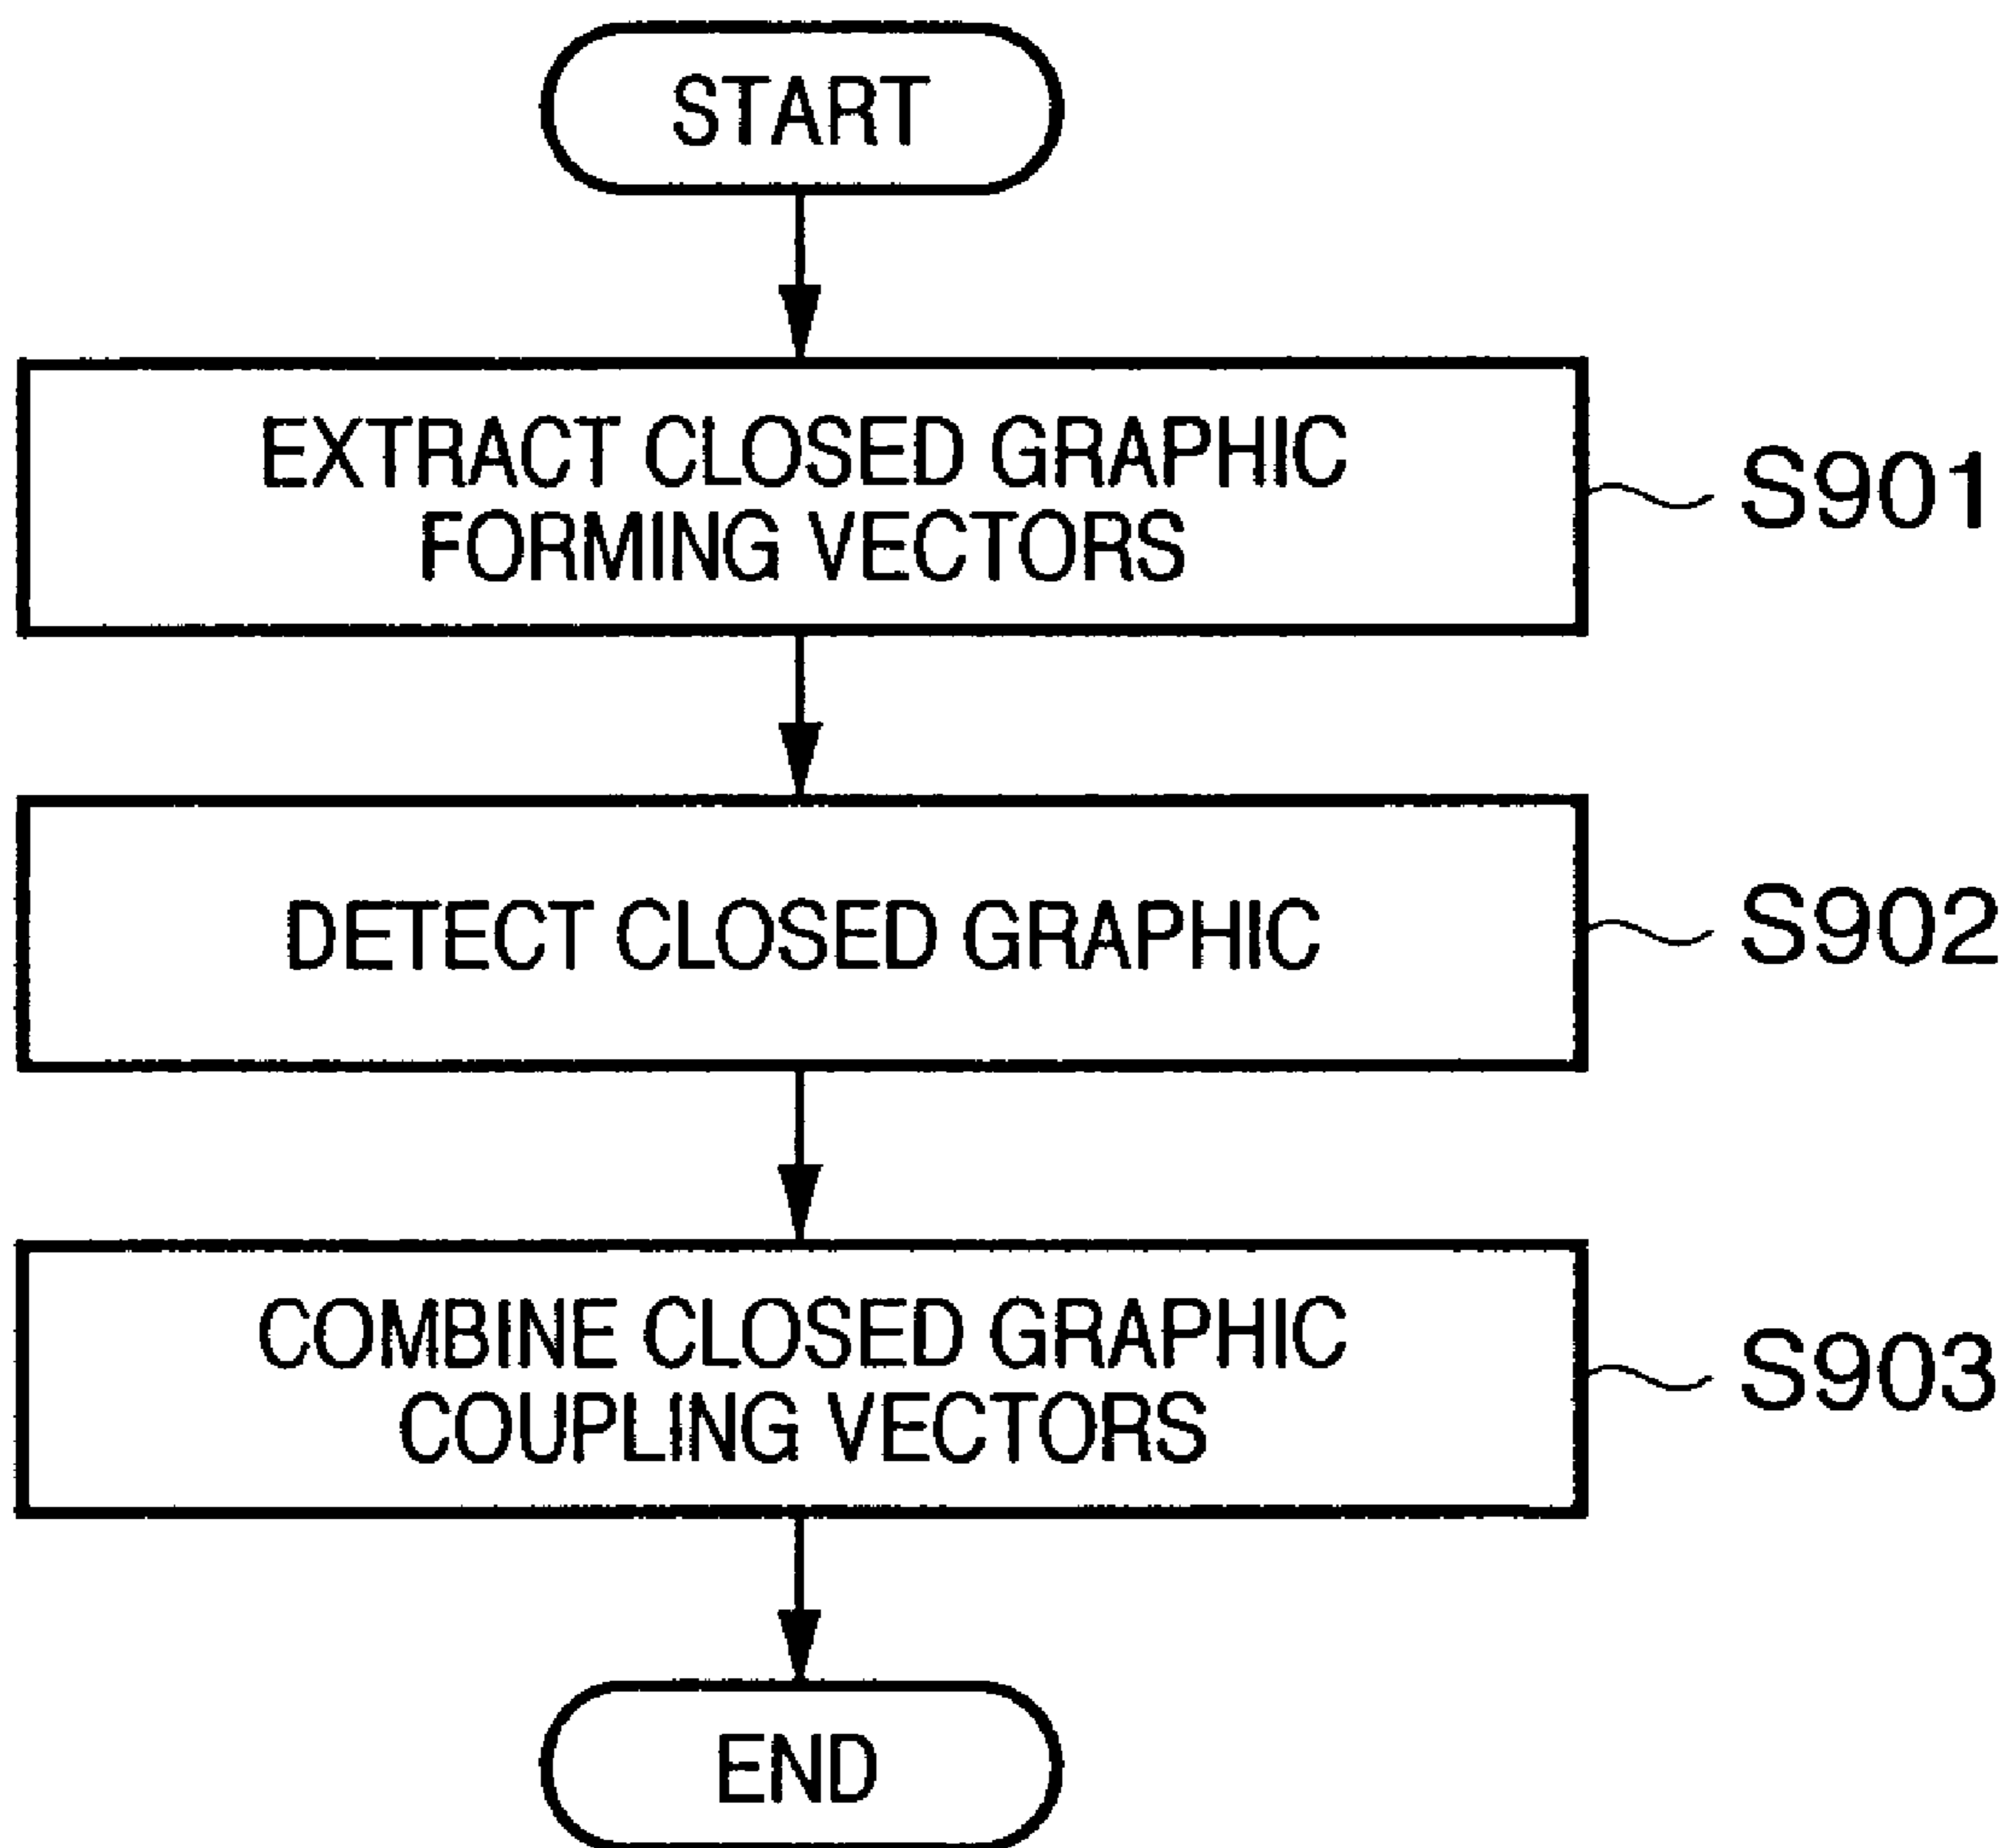 START
EXTRACT CLOSED GRAPHIC
FORMING VECTORS
S901
DETECT CLOSED GRAPHIC
S902
COMBINE CLOSED GRAPHIC
COUPLING VECTORS
S903
END